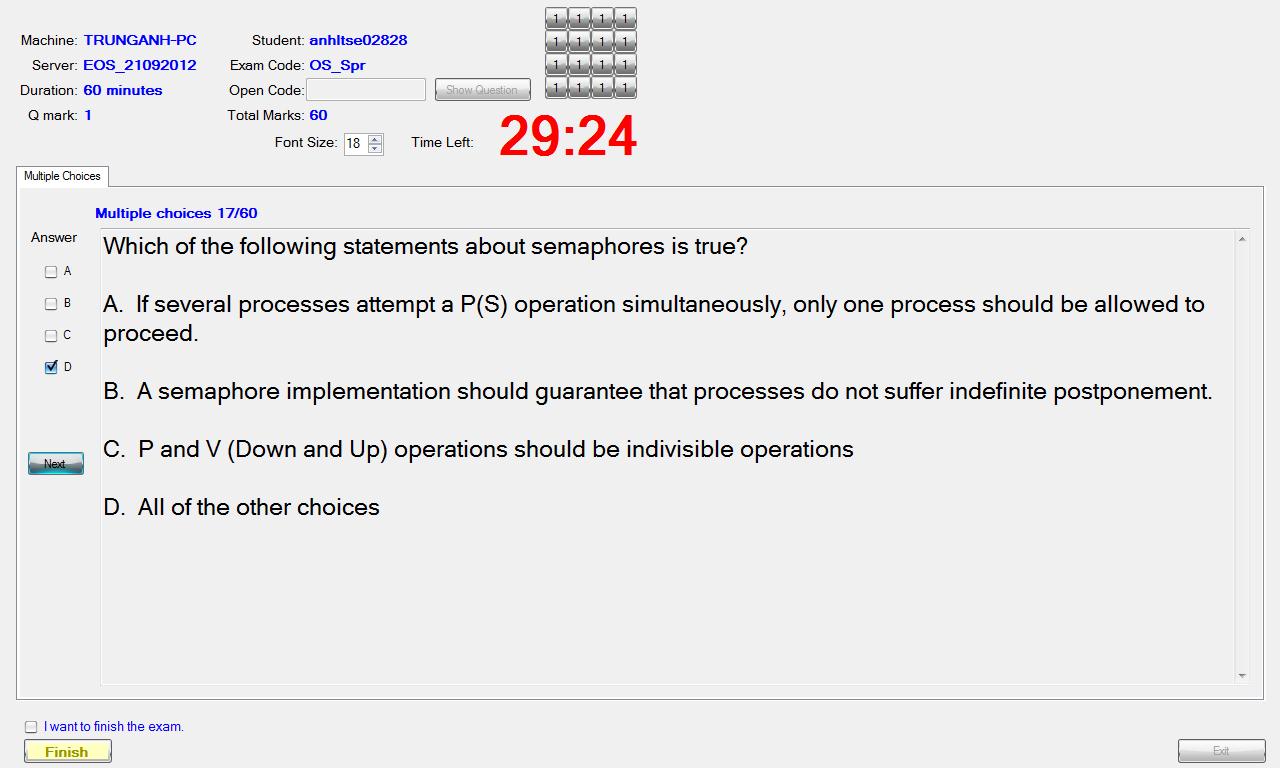 Machine: TRUNGANH-PC
Student: anhltse02828
Server: EOS_21092012
Exam Code: OS_Spr
Duration: 60 minutes
Open Code:
Show Question
Q mark: 1
Total Marks: 60
1 1 1 1
1 1 1 1
1 1 1 1
1 1 1 1
Font Size: 18
Time Left: 29:24
Multiple Choices
Multiple choices 17/60
Answer
A
B
C
D
Next
Which of the following statements about semaphores is true?
A. If several processes attempt a P(S) operation simultaneously, only one process should be allowed to
proceed.
B. A semaphore implementation should guarantee that processes do not suffer indefinite postponement.
C. P and V (Down and Up) operations should be indivisible operations
D. All of the other choices
I want to finish the exam.
Finish
Exit